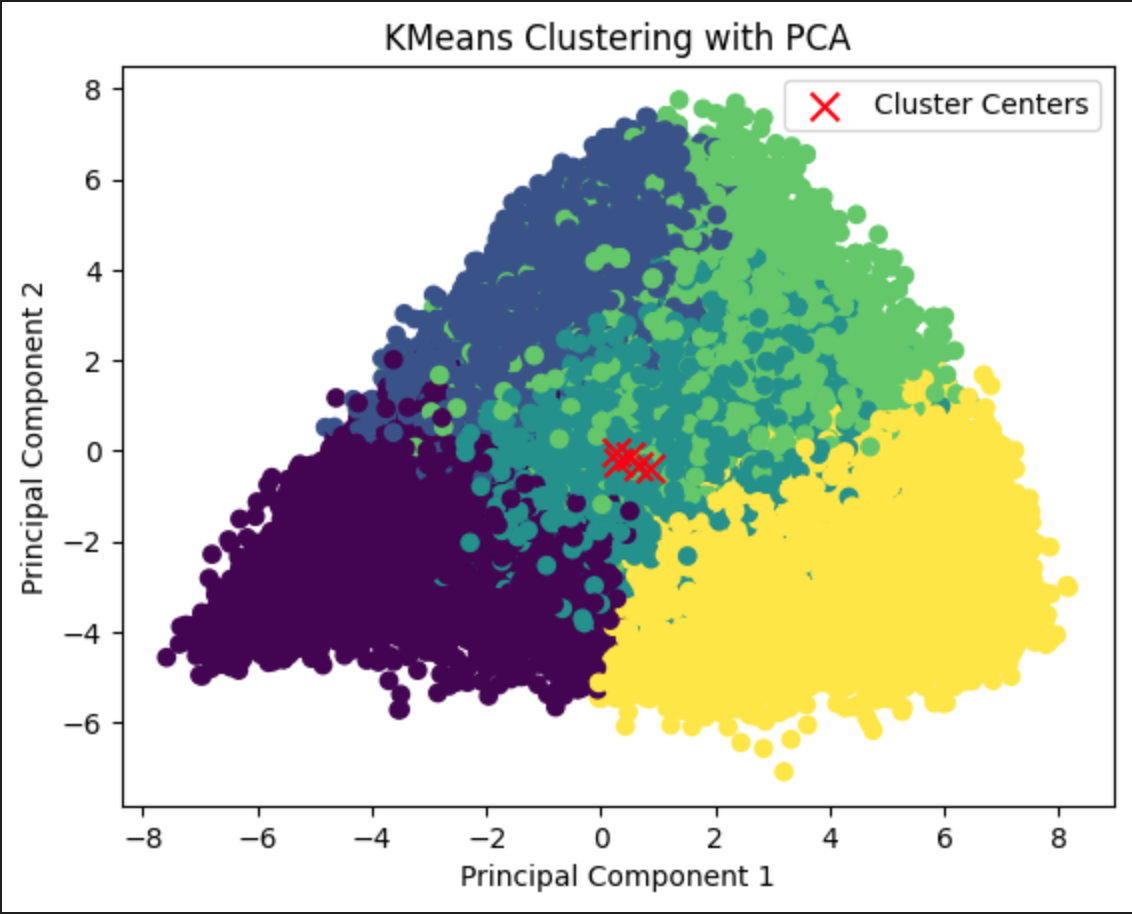 KMeans Clustering with PCA
Cluster Centers
Principal Component 2
8
6
4
2
0
−2
−4
−6
−8 −6 −4 −2 0 2 4 6 8
Principal Component 1